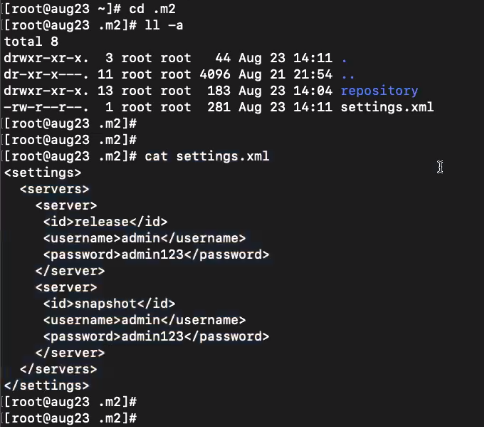 [[root@aug23 ~]# cd .m2
[[root@aug23 .m2]# ll -a
total 8
drwxr-xr-x.  3 root root   44 Aug 23 14:11 .
dr-xr-x---. 11 root root 4096 Aug 21 21:54 ..
drwxr-xr-x. 13 root root  183 Aug 23 14:04 repository
-rw-r--r--.  1 root root  281 Aug 23 14:11 settings.xml
[[root@aug23 .m2]#
[[root@aug23 .m2]#
[[root@aug23 .m2]# cat settings.xml
<settings>
  <servers>
    <server>
     <id>release</id>
     <username>admin</username>
     <password>admin123</password>
    </server>
    <server>
     <id>snapshot</id>
     <username>admin</username>
     <password>admin123</password>
    </server>
  </servers>
</settings>
[[root@aug23 .m2]#
[[root@aug23 .m2]#